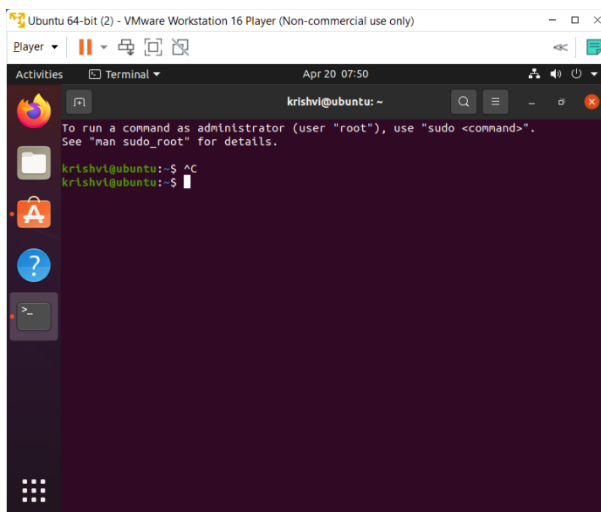 Ubuntu 64-bit (2) - VMware Workstation 16 Player (Non-commercial use only)
Player
Activities
Terminal
Apr 20 07:50
krishvi@ubuntu: ~
To run a command as administrator (user "root"), use "sudo <command>".
See "man sudo_root" for details.
krishvi@ubuntu:~$ ^C
krishvi@ubuntu:~$